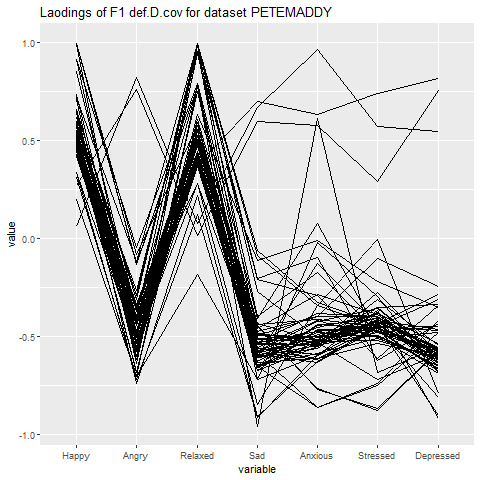 Laodings of F1 def.D.cov for dataset PETEMADDY
1.0
0.5
0.0
-0.5
-1.0
value
Happy Angry Relaxed Sad Anxious Stressed Depressed
variable